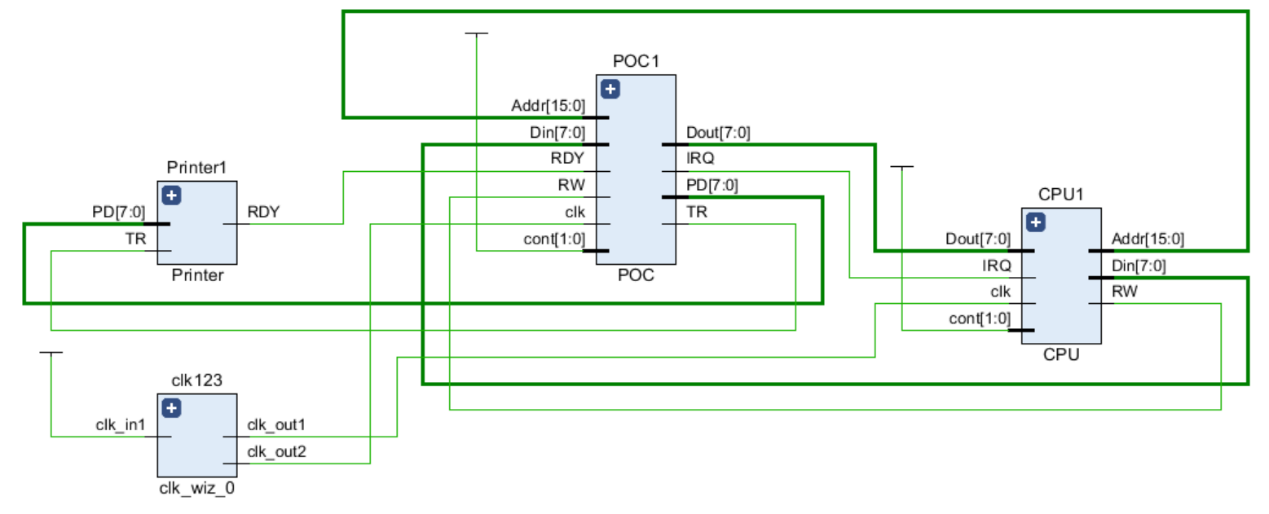 POC1
Addr[15:0]
Din[7:0]
RDY
RW
clk
cont[1:0]
Dout[7:0]
IRQ
PD[7:0]
TR
POC
Printer1
PD[7:0]
TR
RDY
Printer
CPU1
Dout[7:0]
IRQ
clk
cont[1:0]
Addr[15:0]
Din[7:0]
RW
CPU
clk123
clk_in1
clk_out1
clk_out2
clk_wiz_0